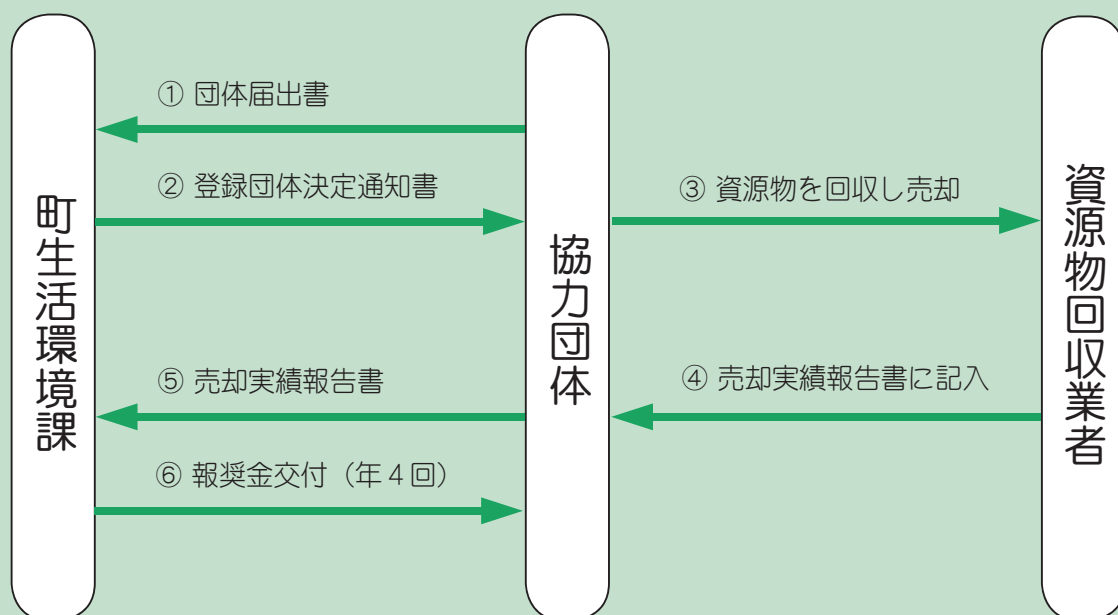 町生活環境課
協力団体
資源物回収業者
① 団体届出書
② 登録団体決定通知書
③ 資源物を回収し売却
④ 売却実績報告書に記入
⑤ 売却実績報告書
⑥ 報奨金交付（年４回）